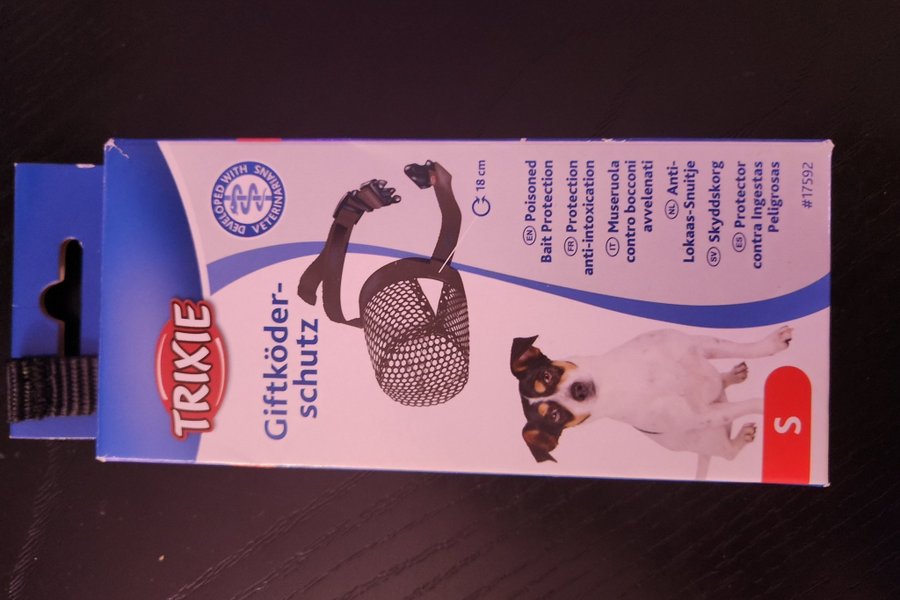 TRIXIE
DEVELOPED WITH VETERINARIANS
Giftköder-
schutz
18 cm
EN Poisoned
Bait Protection
FR Protection
anti-intoxication
IT Museruola
contro bocconi
avvelenati
NL Anti-
Lokaas-Snuitje
SV Skyddskorg
ES Protector
contra Ingestas
Peligrosas
#17592
S